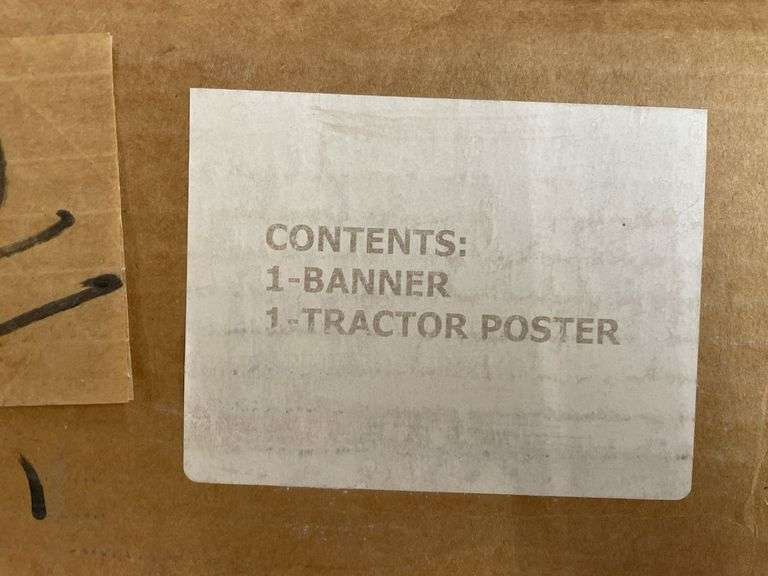 CONTENTS:
1-BANNER
1-TRACTOR POSTER